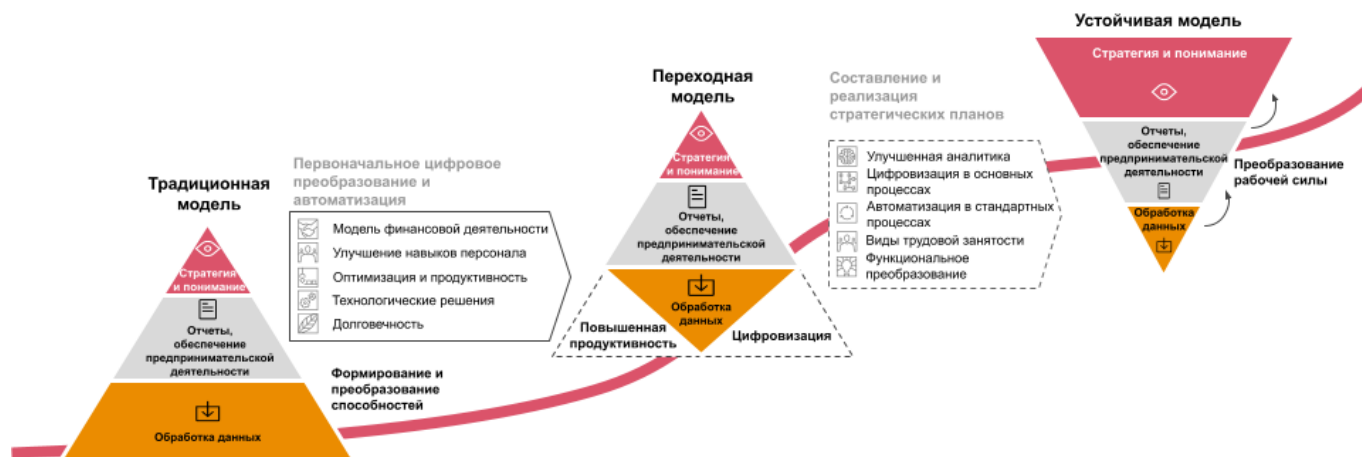 Традиционная
модель
Стратегия
и понимание
Отчеты,
обеспечение
предпринимательской
деятельности
Обработка данных
Первоначальное цифровое
преобразование и
автоматизация
Модель финансовой деятельности
Улучшение навыков персонала
Оптимизация и продуктивность
Технологические решения
Долговечность
Формирование и
преобразование
способностей
Переходная
модель
Стратегия
и понимание
Отчеты,
обеспечение
предпринимательской
деятельности
Обработка
данных
Повышенная
продуктивность
Цифровизация
Составление и
реализация
стратегических планов
Улучшенная аналитика
Цифровизация в основных
процессах
Автоматизация в стандартных
процессах
Виды трудовой занятости
Функциональное
преобразование
Устойчивая модель
Стратегия и понимание
Отчеты,
обеспечение
предпринимательской
деятельности
Обработка
данных
Преобразование
рабочей силы